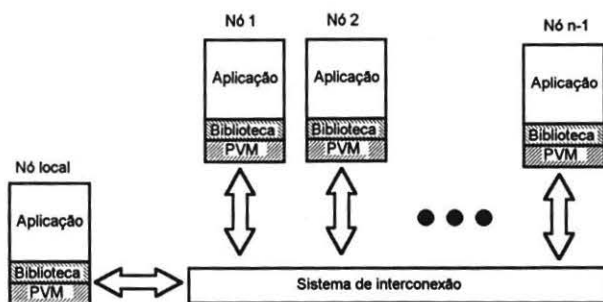 Nó 1
Nó 2
Nó n-1
Aplicação
Aplicação
Aplicação
Biblioteca
Biblioteca
Biblioteca
PVM
PVM
PVM
Nó local
Aplicação
Biblioteca
PVM
Sistema de interconexão